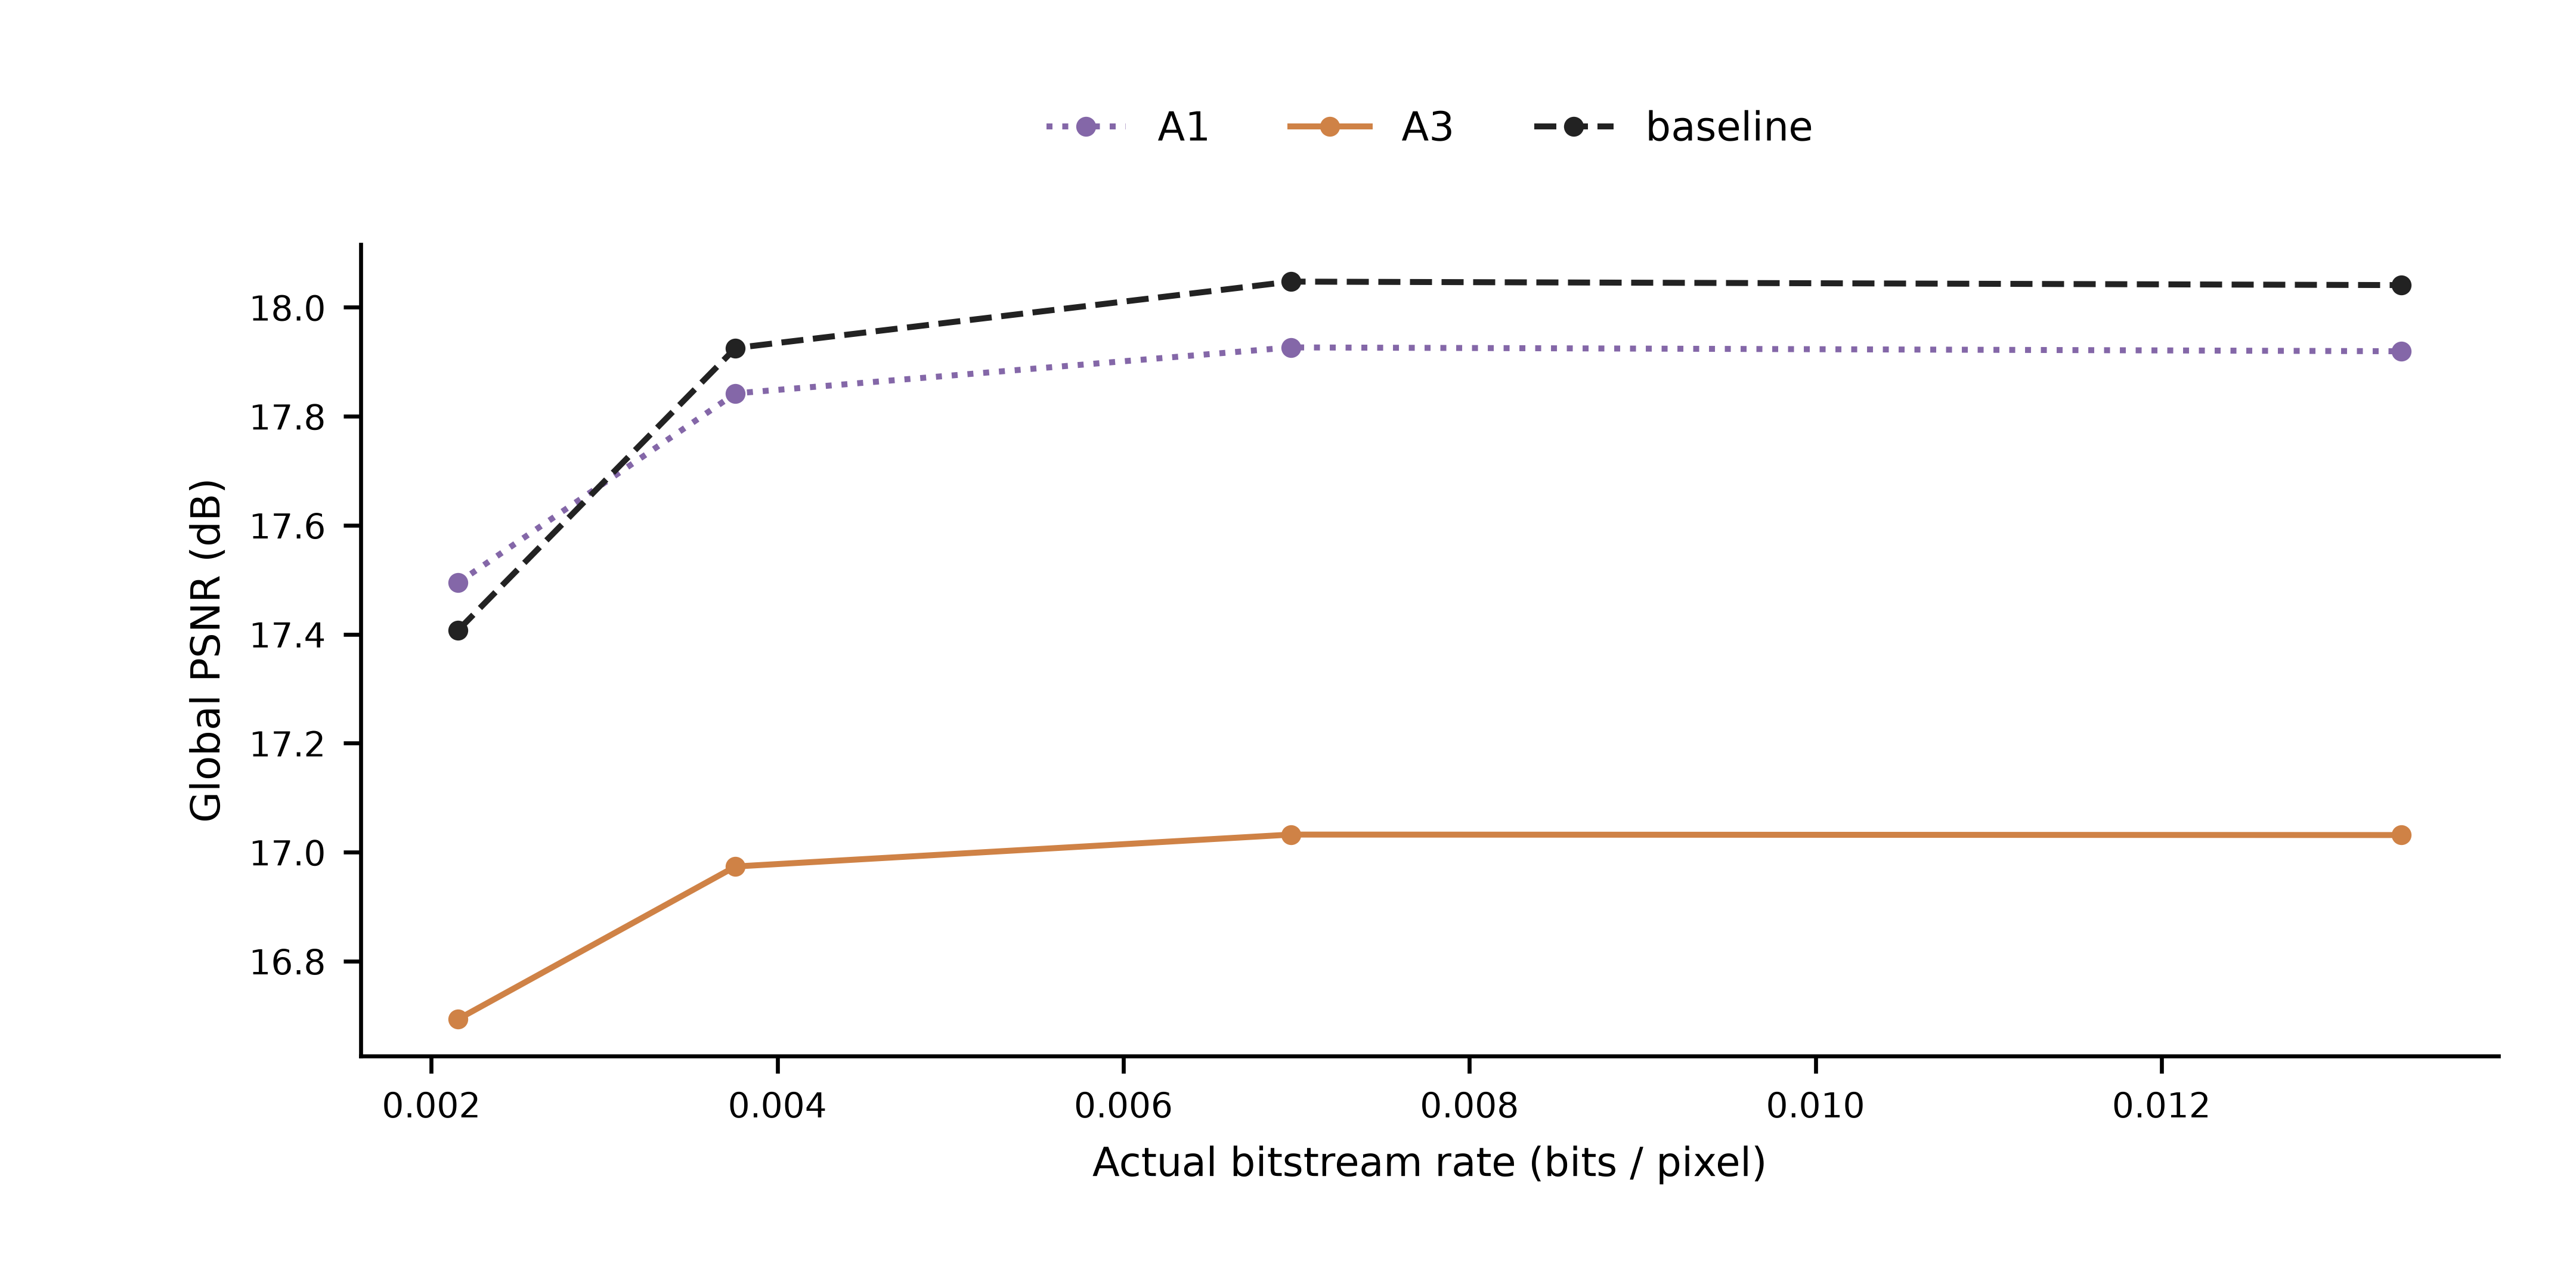 A1 A3 baseline
18.0
17.8
17.6
17.4
17.2
17.0
16.8
Global PSNR (dB)
0.002 0.004 0.006 0.008 0.010 0.012
Actual bitstream rate (bits / pixel)